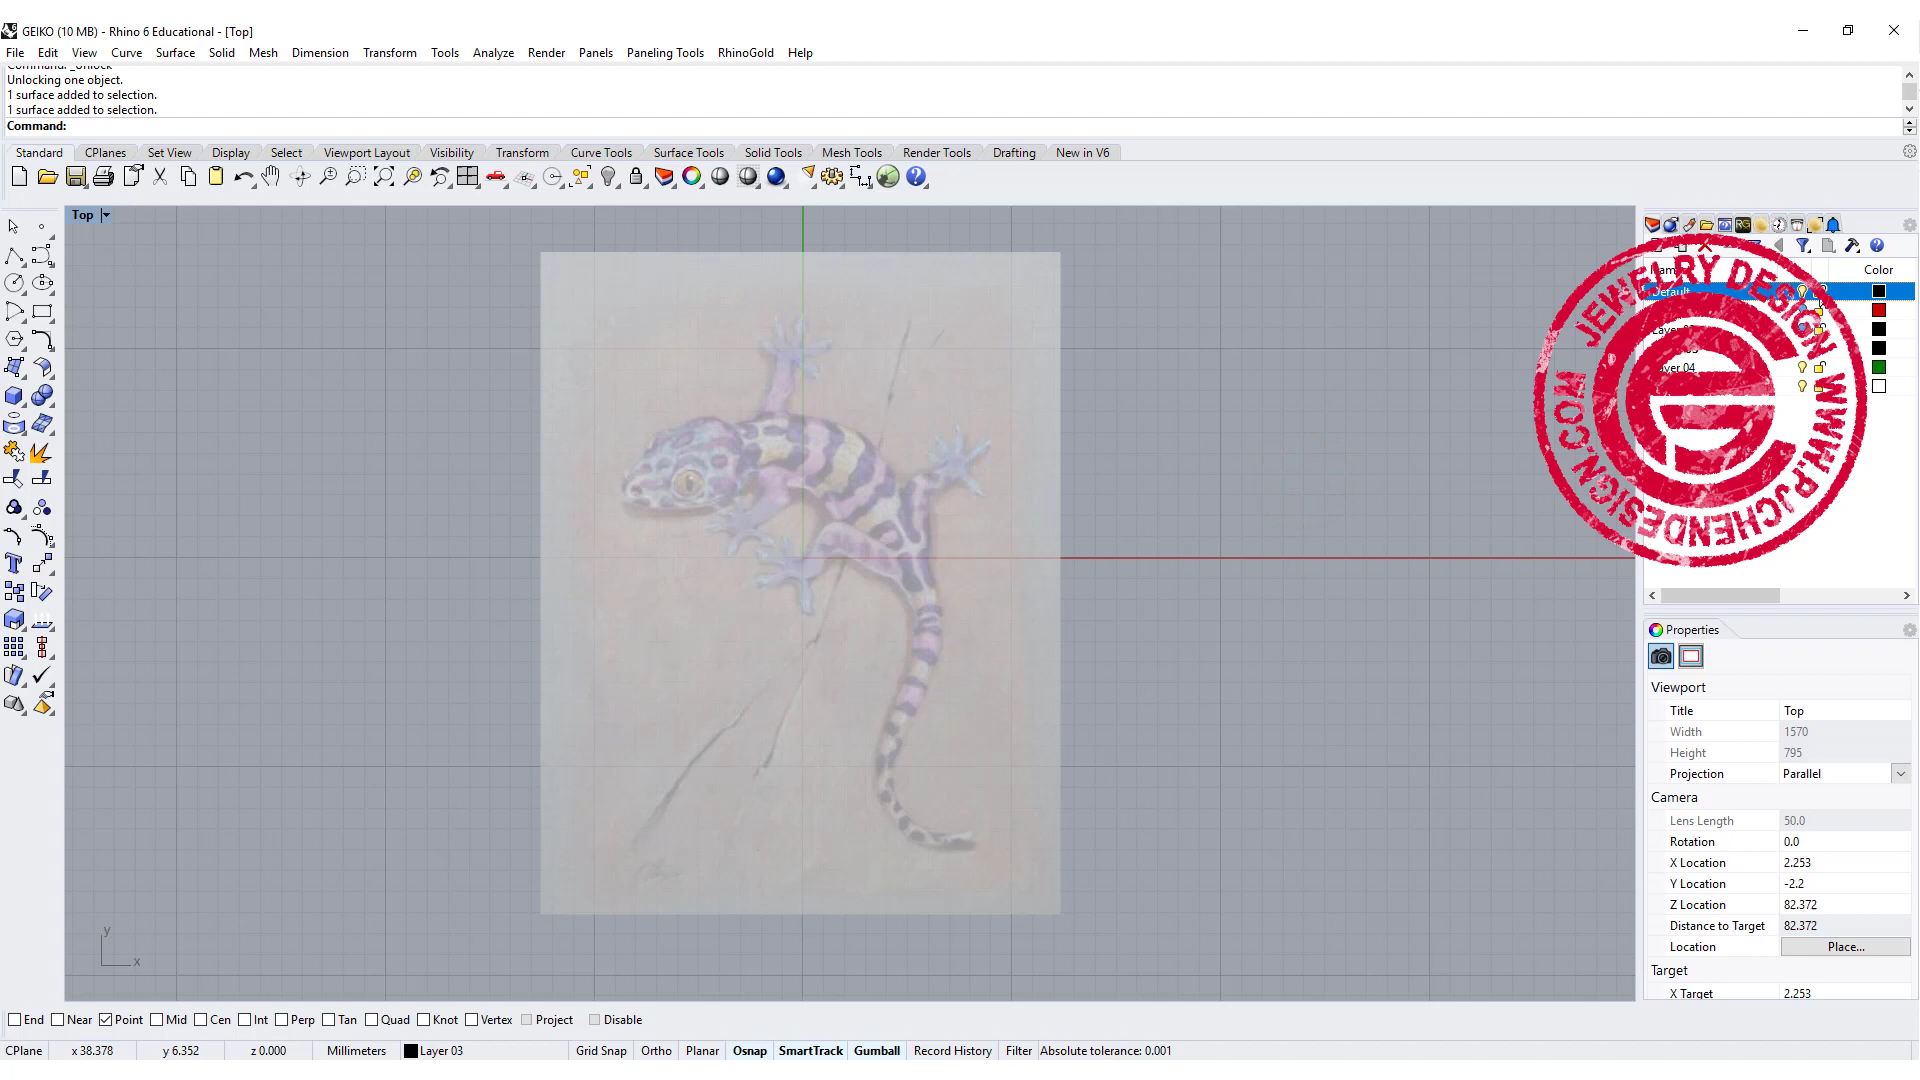 GEIKO (10 MB) - Rhino 6 Educational - [Top]
File Edit View Curve Surface Solid Mesh Dimension Transform Tools Analyze Render Panels Paneling Tools RhinoGold Help
Command: _Unlock
Unlocking one object.
1 surface added to selection.
1 surface added to selection.
Command:
Standard CPlanes Set View Display Select Viewport Layout Visibility Transform Curve Tools Surface Tools Solid Tools Mesh Tools Render Tools Drafting New in V6
Top
RG
Name Color
Default
Layer 04
JEWELRY DESIGN WWW.PJCHENDESIGN.COM
Properties
Viewport
Title Top
Width 1570
Height 795
Projection Parallel
Camera
Lens Length 50.0
Rotation 0.0
X Location 2.253
Y Location -2.2
Z Location 82.372
Distance to Target 82.372
Location Place...
Target
X Target 2.253
y
x
End Near Point Mid Cen Int Perp Tan Quad Knot Vertex Project Disable
CPlane x 38.378 y 6.352 z 0.000 Millimeters Layer 03 Grid Snap Ortho Planar Osnap SmartTrack Gumball Record History Filter Absolute tolerance: 0.001